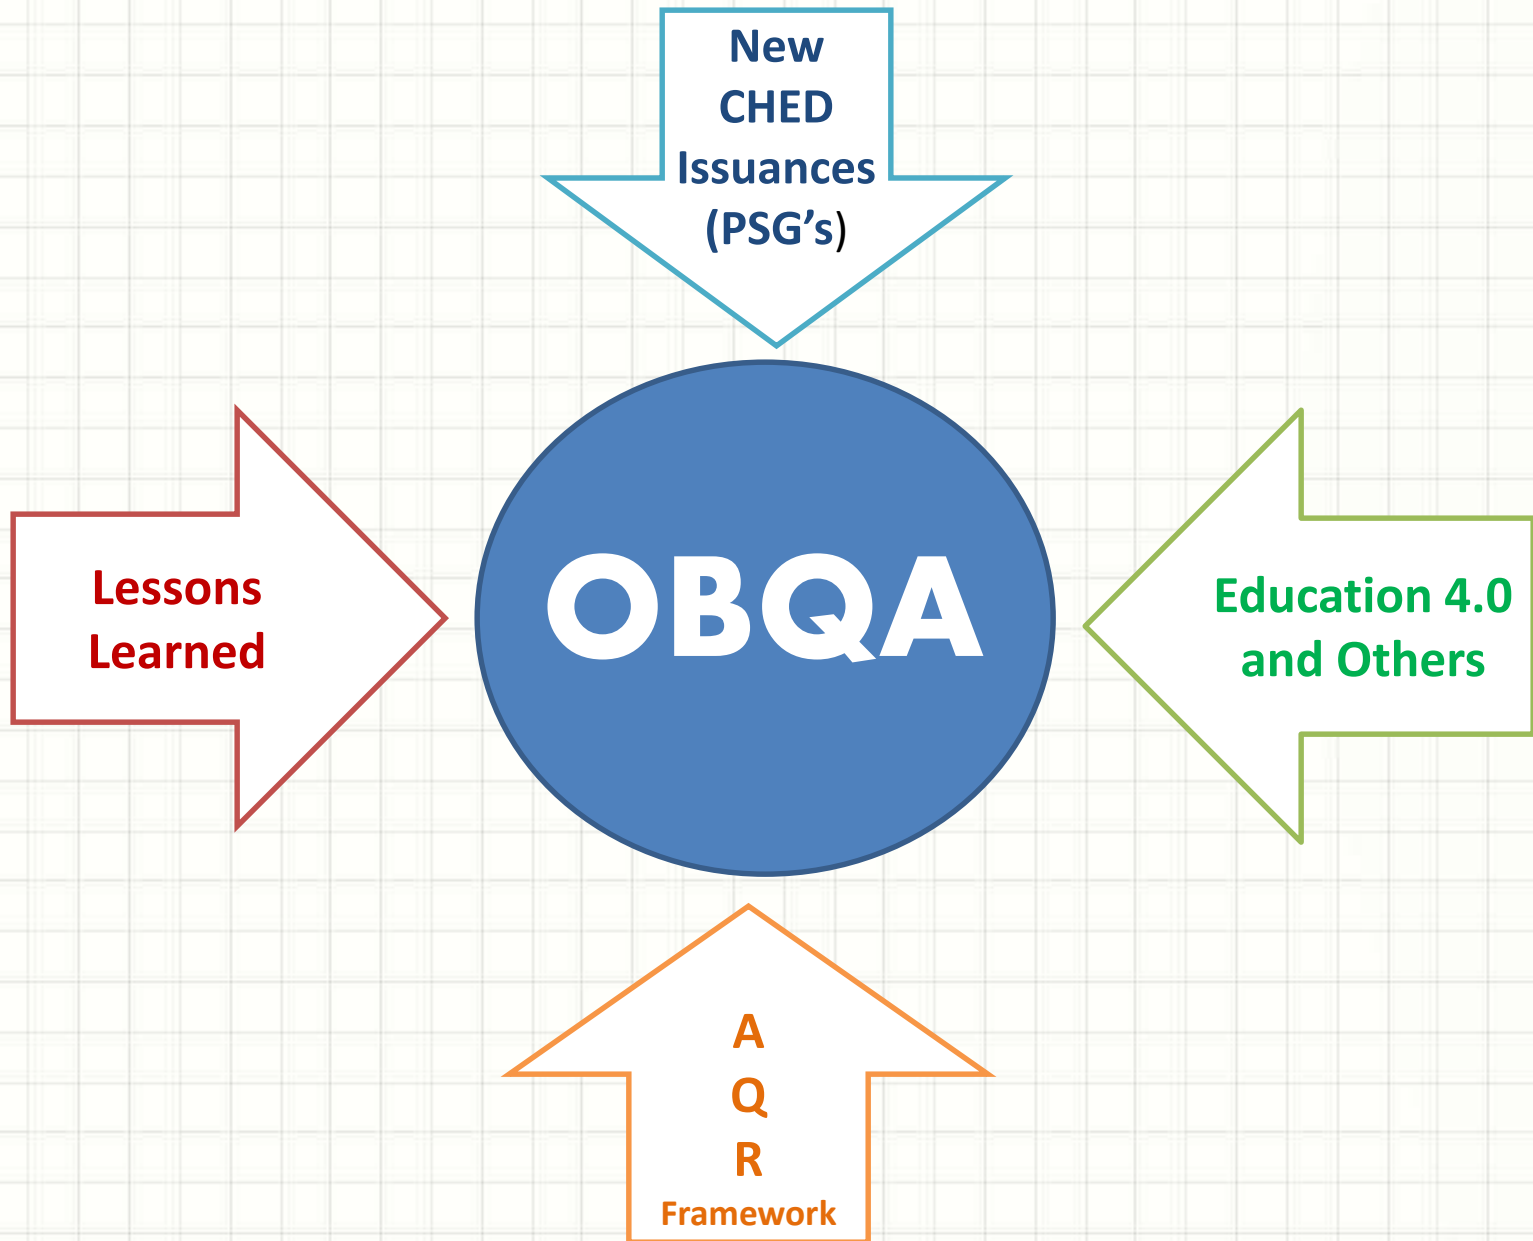 New
CHED
Issuances
(PSG’s)
Lessons
Learned
OBQA
Education 4.0
and Others
A
Q
R
Framework